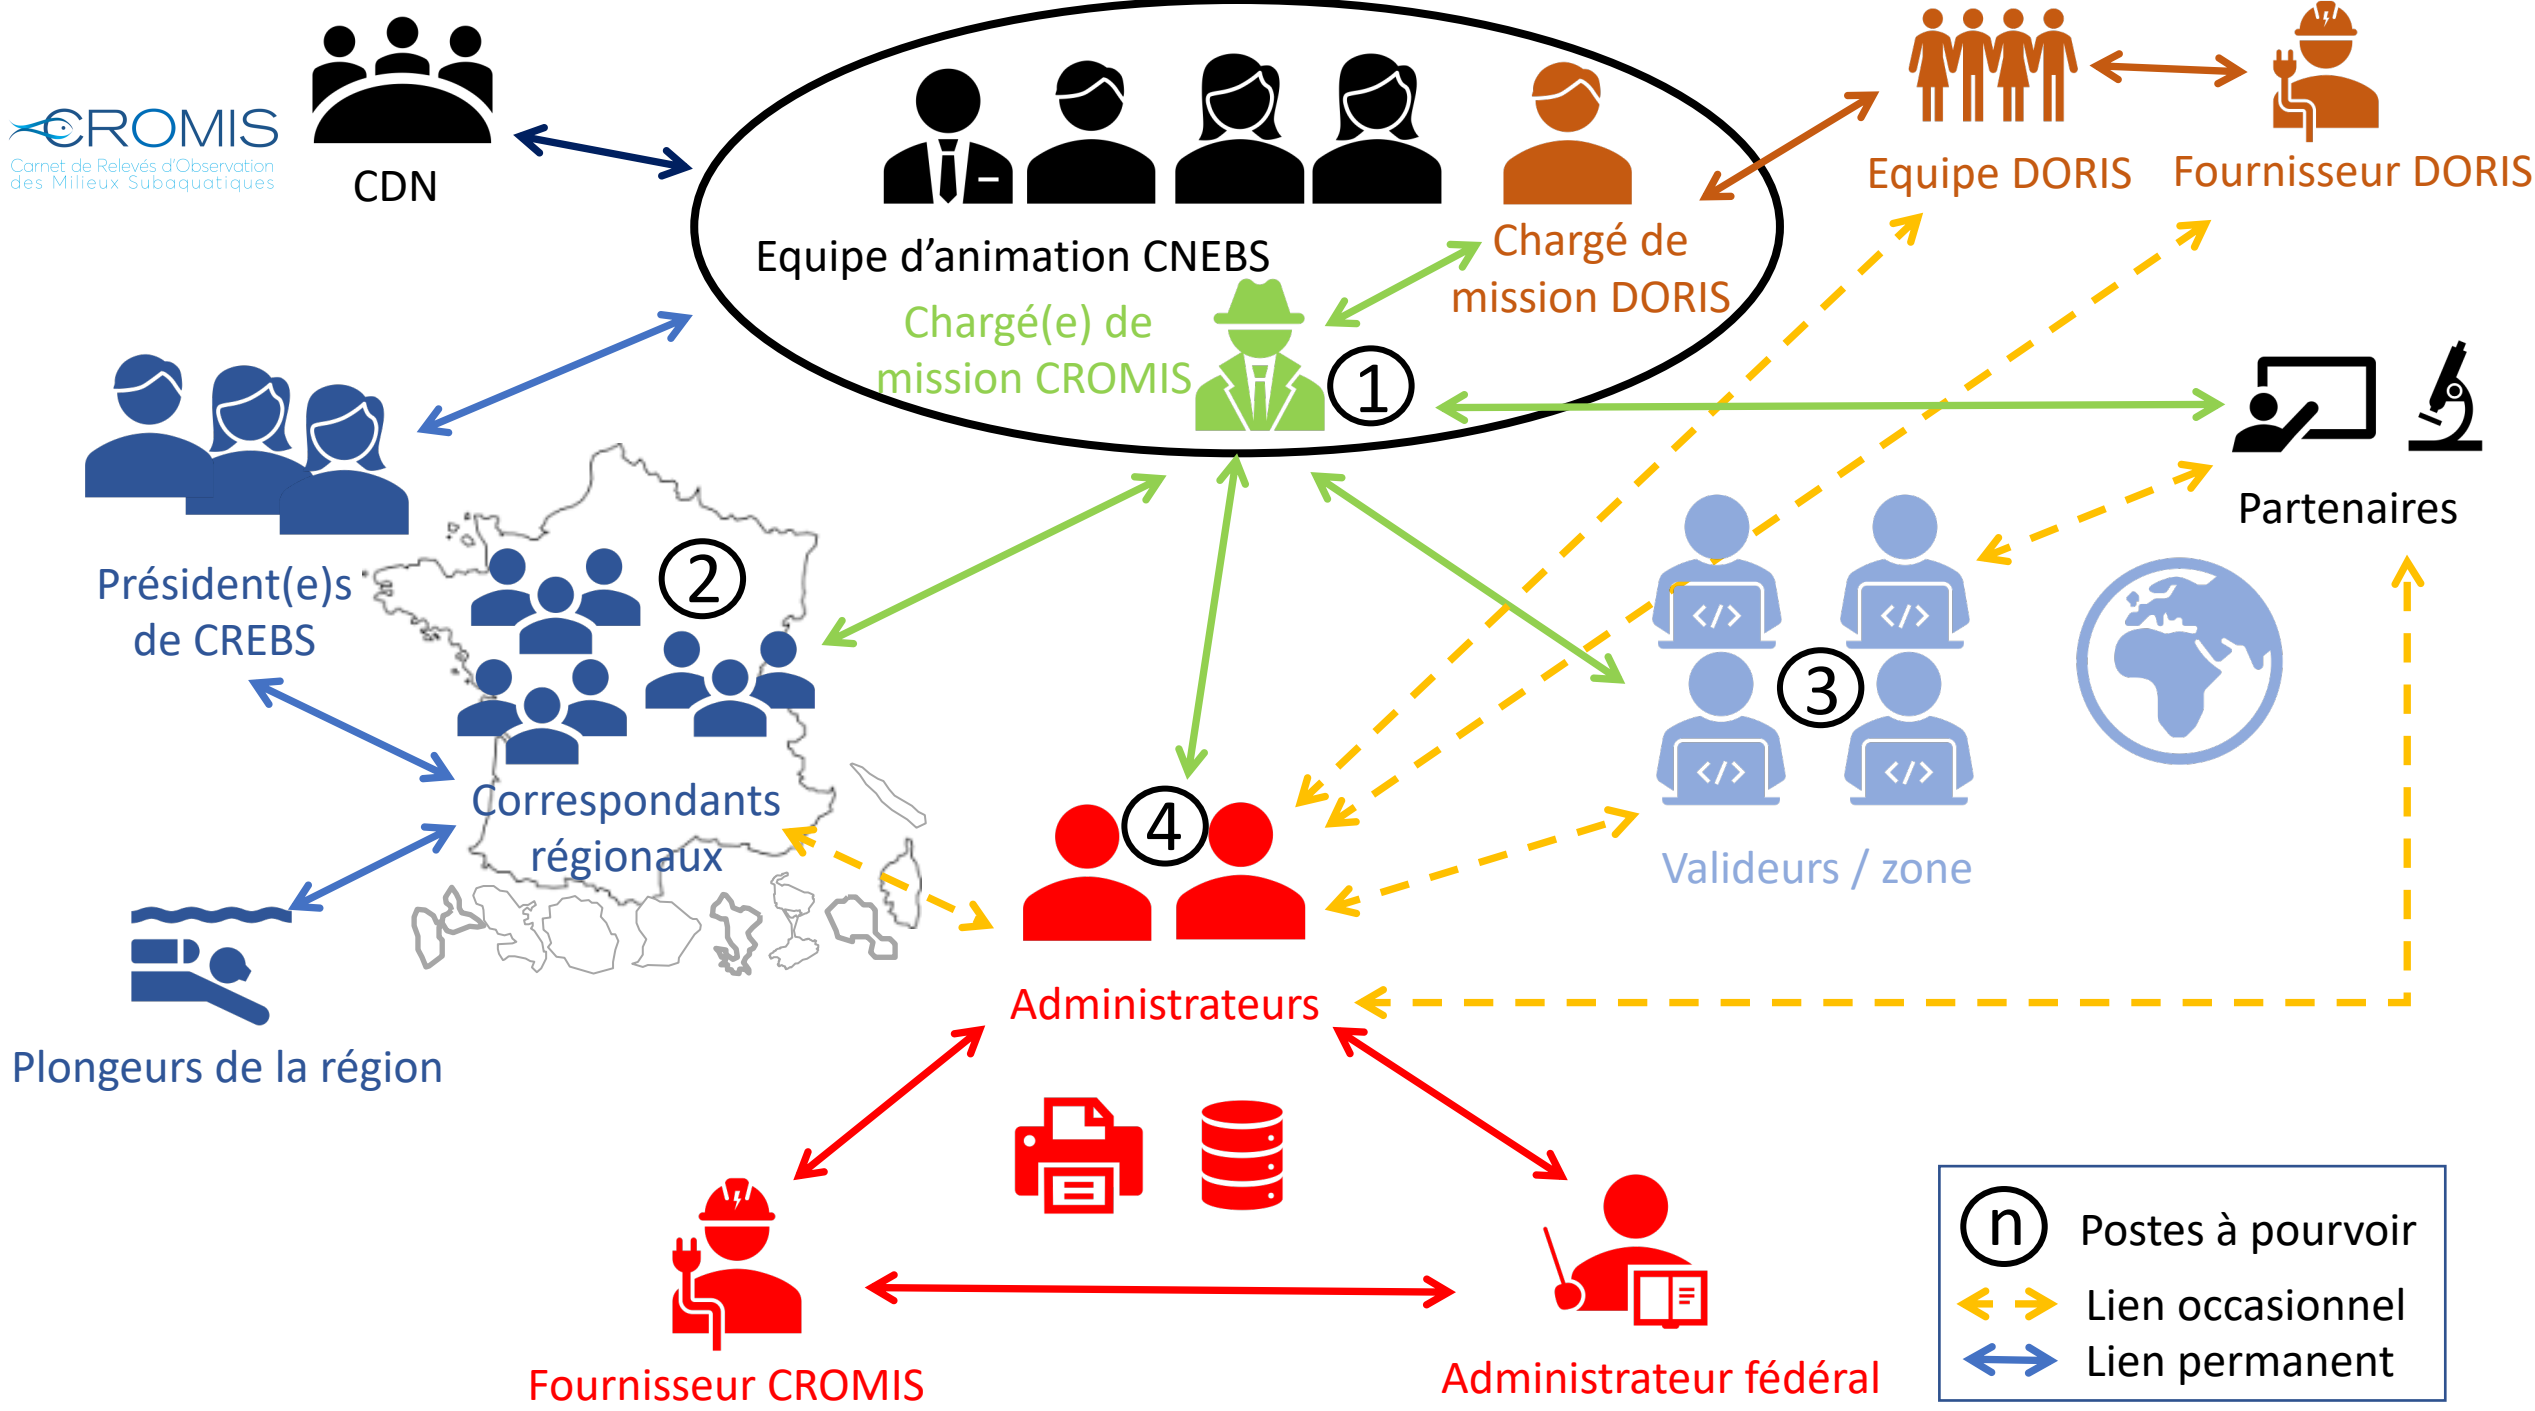 CROMIS
Carnet de Relevés d'Observation
des Milieux Subaquatiques
CDN
Equipe d'animation CNEBS
Chargé de
mission DORIS
Chargé(e) de
mission CROMIS
1
Equipe DORIS
Fournisseur DORIS
Partenaires
Président(e)s
de CREBS
2
Correspondants
régionaux
Plongeurs de la région
</>
</>
</>
</>
3
Valideurs / zone
4
Administrateurs
Fournisseur CROMIS
Administrateur fédéral
n
Postes à pourvoir
Lien occasionnel
Lien permanent